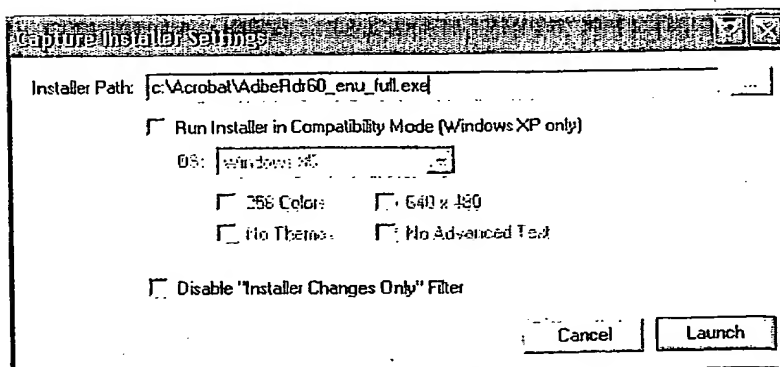 Capture Installer Settings
Installer Path: c:\Acrobat\AdbeRdr60_enu_full.exe ...
Run Installer in Compatibility Mode (Windows XP only)
OS: Windows 95
256 Colors 640 x 480
No Themes No Advanced Text
Disable "Installer Changes Only" Filter
Cancel Launch